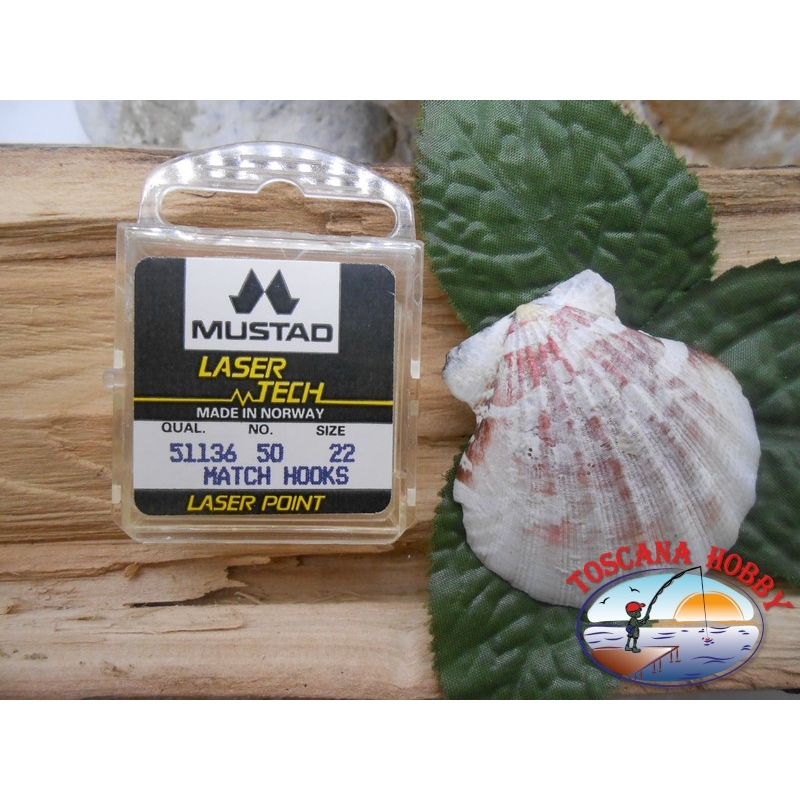 MUSTAD
LASER
TECH
MADE IN NORWAY
QUAL. NO. SIZE
51136 50 22
MATCH HOOKS
LASER POINT
TOSCANA HOBBY